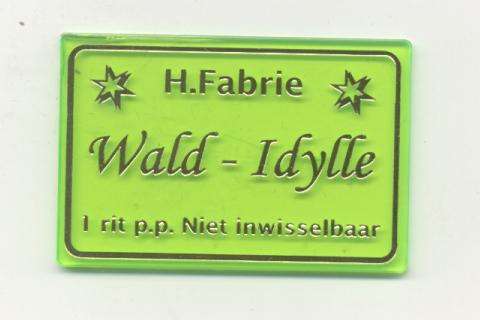 H.Fabrie
Wald - Idylle
1 rit p.p. Niet inwisselbaar